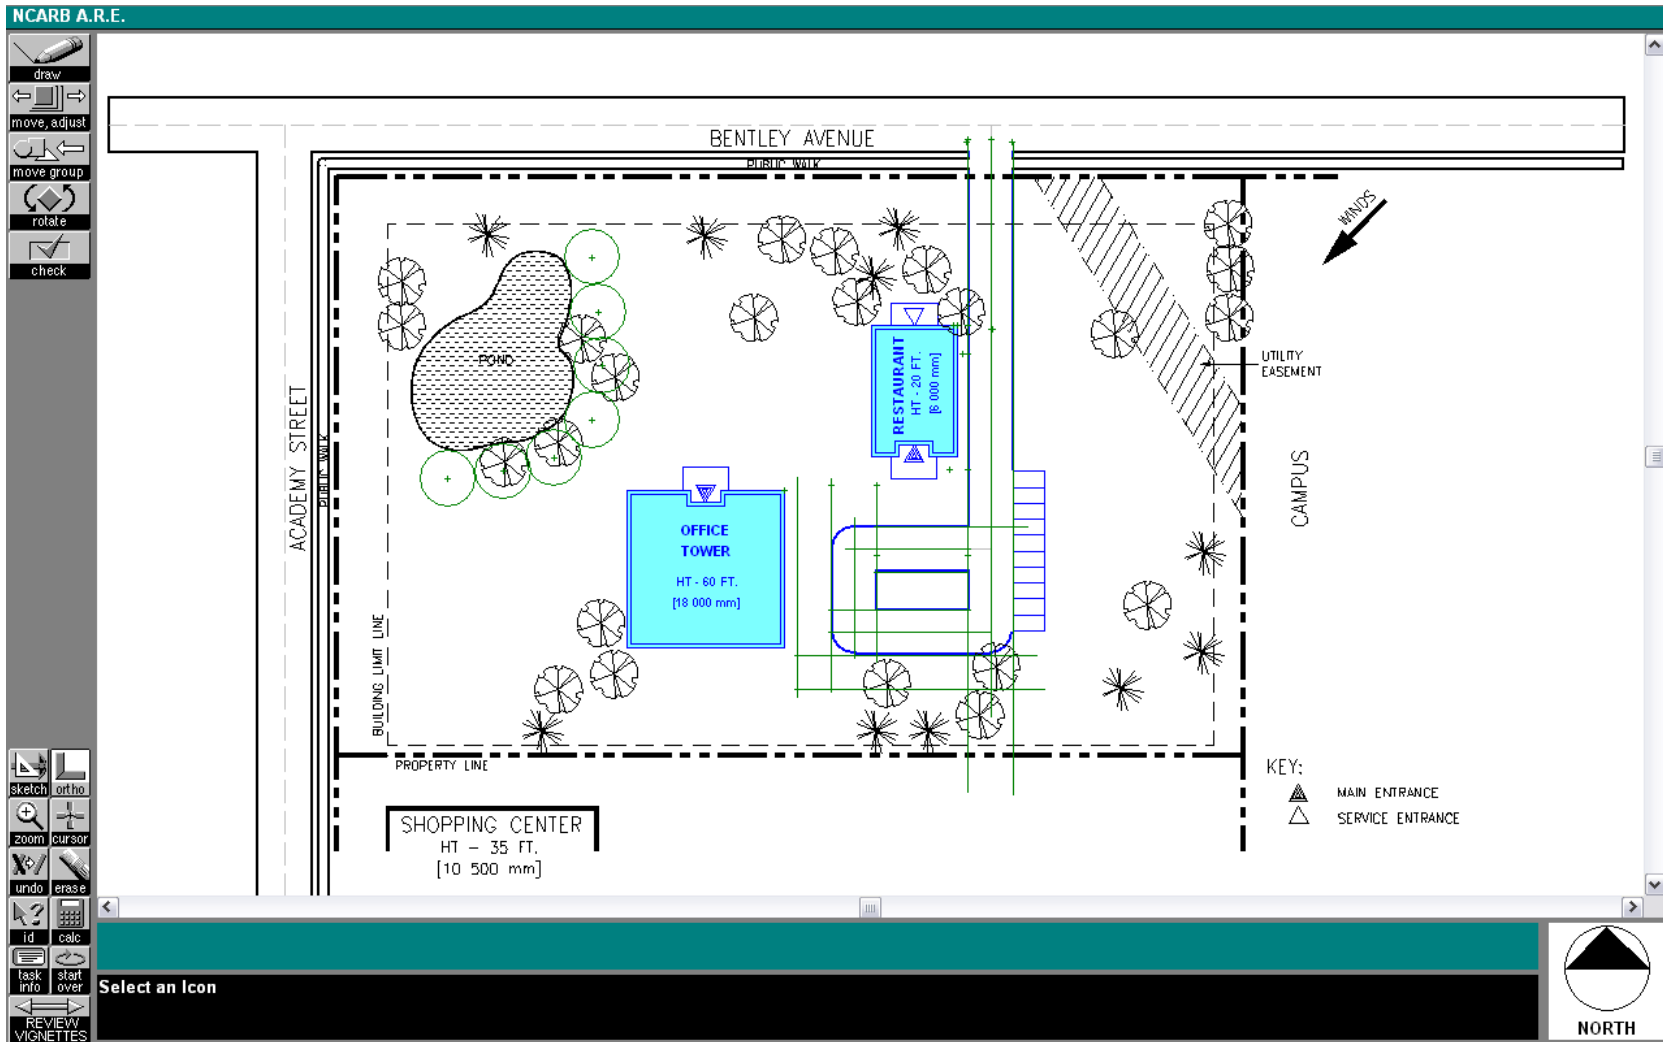 NCARB A.R.E.
draw
move, adjust
move group
rotate
check
sketch
ortho
zoom
cursor
undo
erase
id
calc
task info
start over
REVIEW VIGNETTES
BENTLEY AVENUE
PUBLIC WALK
WINDS
POND
RESTAURANT
HT - 20 FT.
[6 000 mm]
UTILITY
EASEMENT
ACADEMY STREET
PUBLIC WALK
CAMPUS
OFFICE
TOWER
HT - 60 FT.
[18 000 mm]
BUILDING LIMIT LINE
PROPERTY LINE
SHOPPING CENTER
HT - 35 FT.
[10 500 mm]
KEY:
MAIN ENTRANCE
SERVICE ENTRANCE
Select an Icon
NORTH